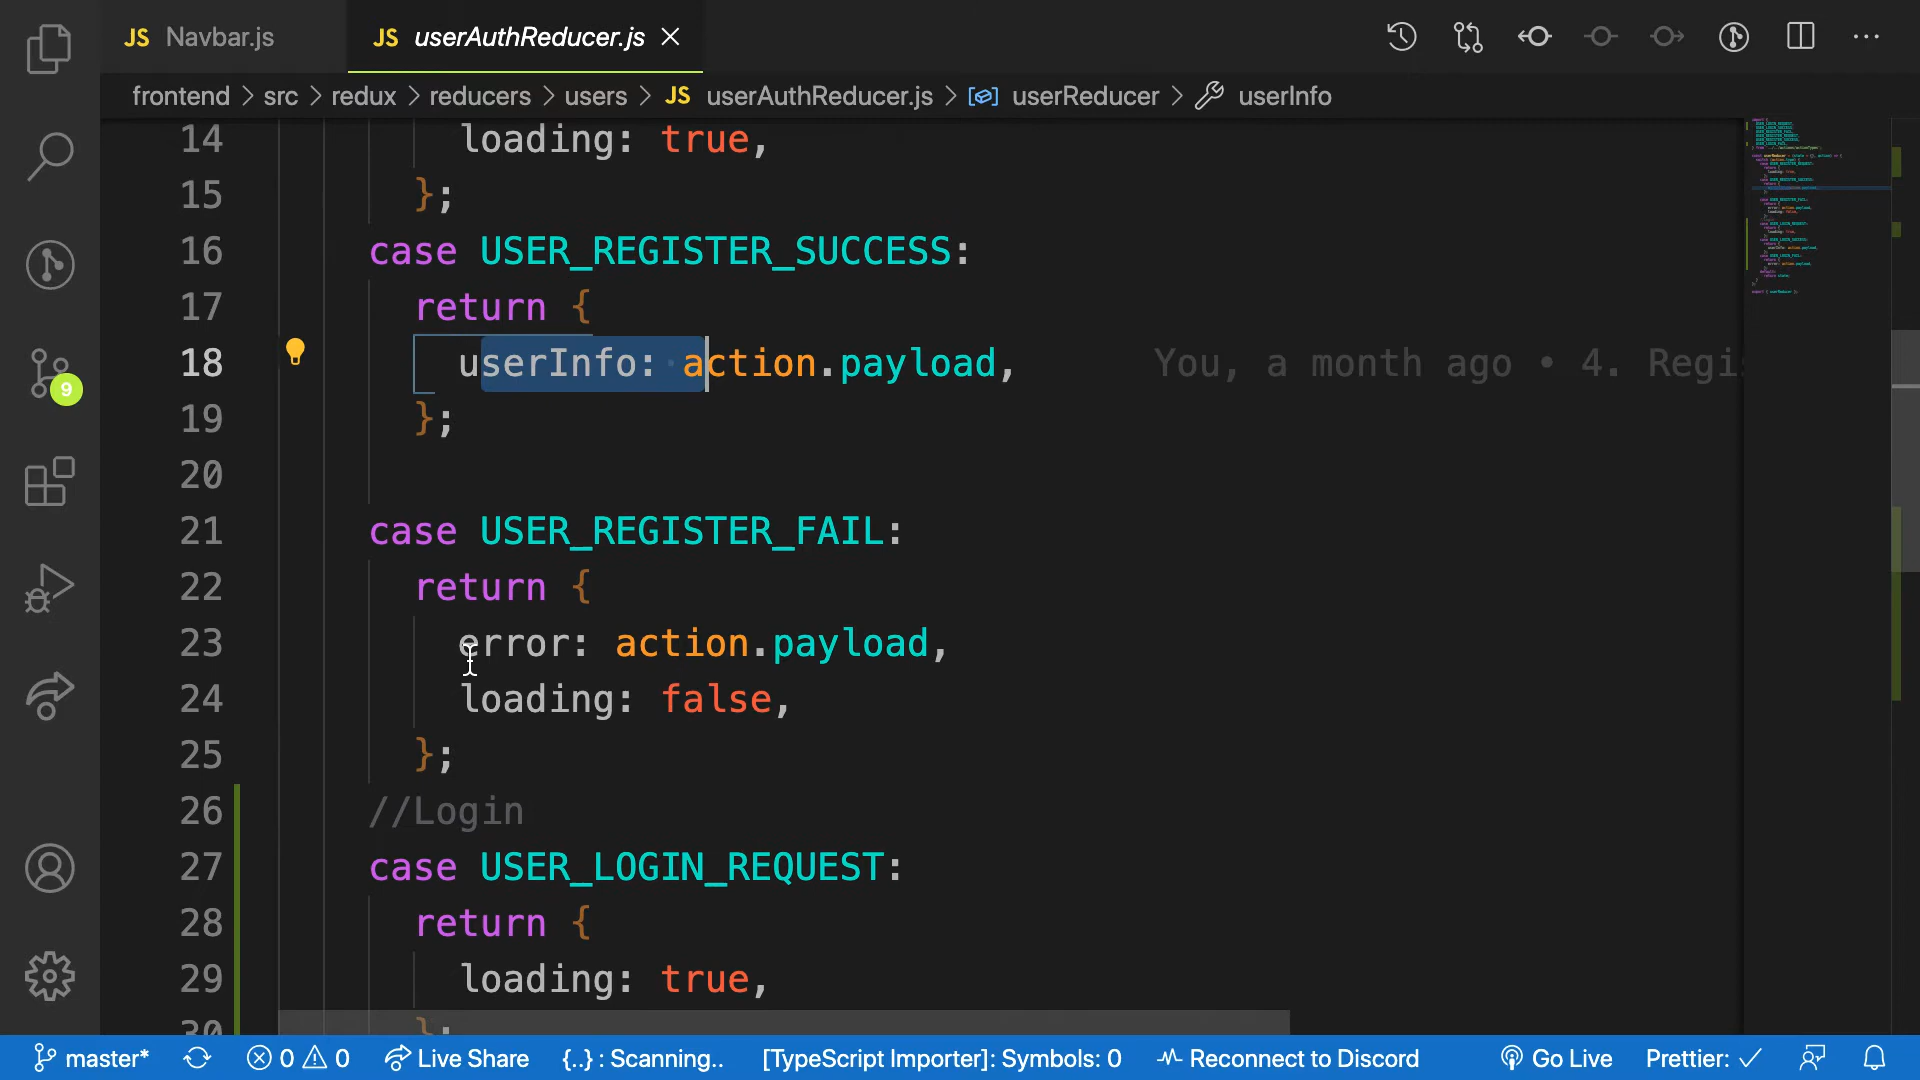 JS Navbar.js
JS userAuthReducer.js
frontend > src > redux > reducers > users > JS userAuthReducer.js > userReducer > userInfo
14 loading: true,
15 };
16 case USER_REGISTER_SUCCESS:
17 return {
18 userInfo: action.payload, You, a month ago • 4. Regis
19 };
20
21 case USER_REGISTER_FAIL:
22 return {
23 error: action.payload,
24 loading: false,
25 };
26 //Login
27 case USER_LOGIN_REQUEST:
28 return {
29 loading: true,
30 };
9
master* 0 0 Live Share {..} : Scanning.. [TypeScript Importer]: Symbols: 0 Reconnect to Discord Go Live Prettier: ✓